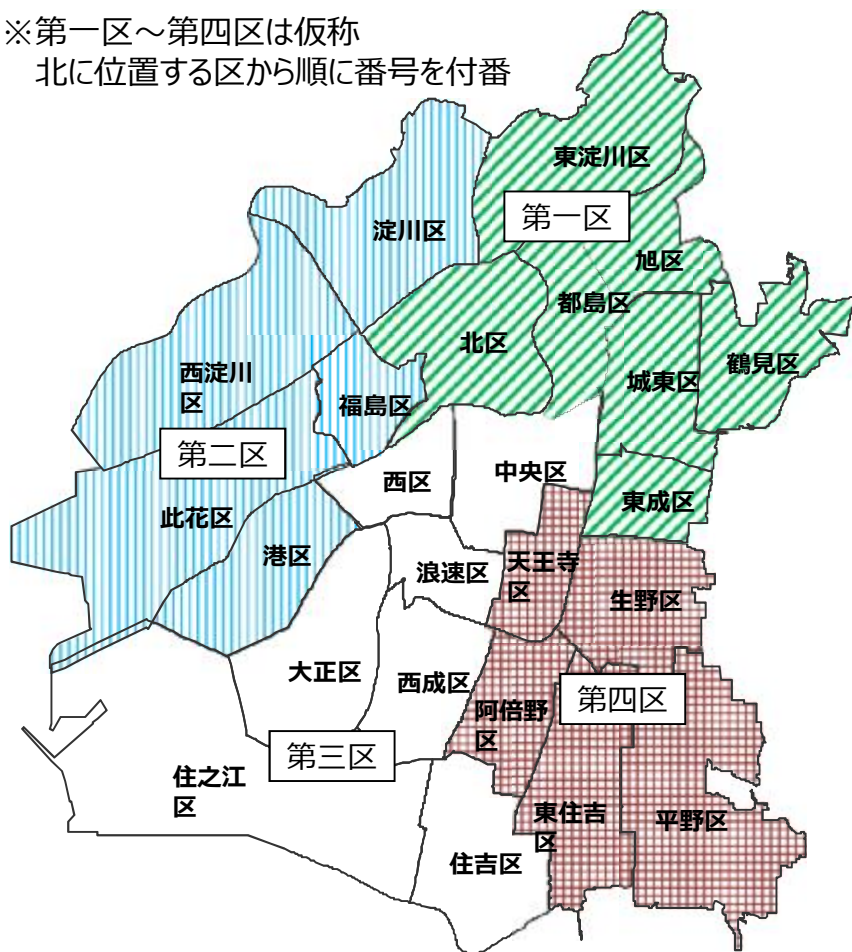 ※第一区～第四区は仮称
北に位置する区から順に番号を付番
東淀川区
淀川区
第一区
旭区
都島区
北区
鶴見区
西淀川
区
城東区
福島区
第二区
西区
中央区
東成区
此花区
港区
浪速区
天王寺
区
生野区
大正区
西成区
阿倍野
区
第四区
第三区
住之江
区
東住吉
区
平野区
住吉区